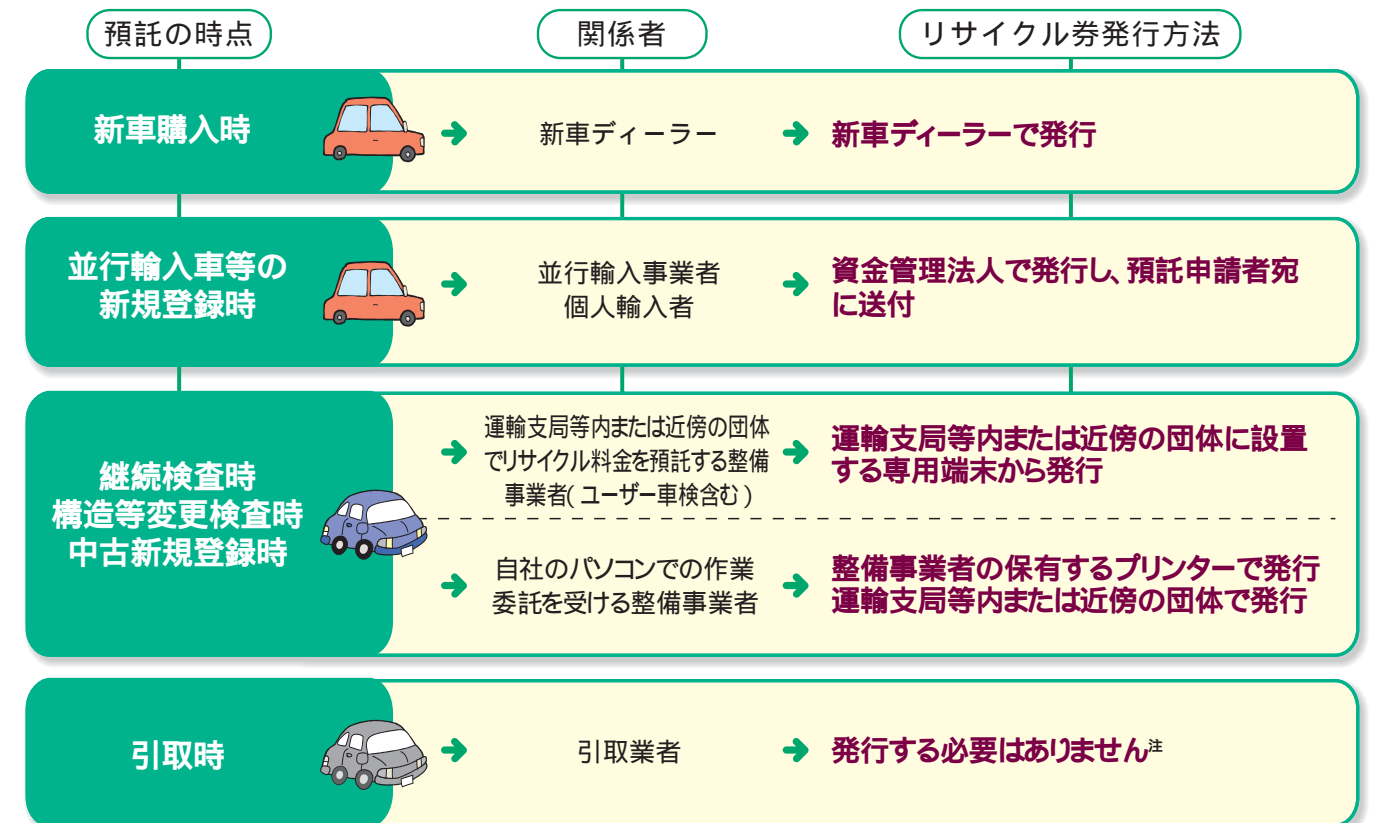 預託の時点
関係者
リサイクル券発行方法
新車購入時
新車ディーラー
新車ディーラーで発行
並行輸入車等の
新規登録時
並行輸入事業者
個人輸入者
資金管理法人で発行し、預託申請者宛
に送付
継続検査時
構造等変更検査時
中古新規登録時
運輸支局等内または近傍の団体
でリサイクル料金を預託する整備
事業者(ユーザー車検含む)
運輸支局等内または近傍の団体に設置
する専用端末から発行
自社のパソコンでの作業
委託を受ける整備事業者
整備事業者の保有するプリンターで発行
運輸支局等内または近傍の団体で発行
引取時
引取業者
発行する必要はありません注